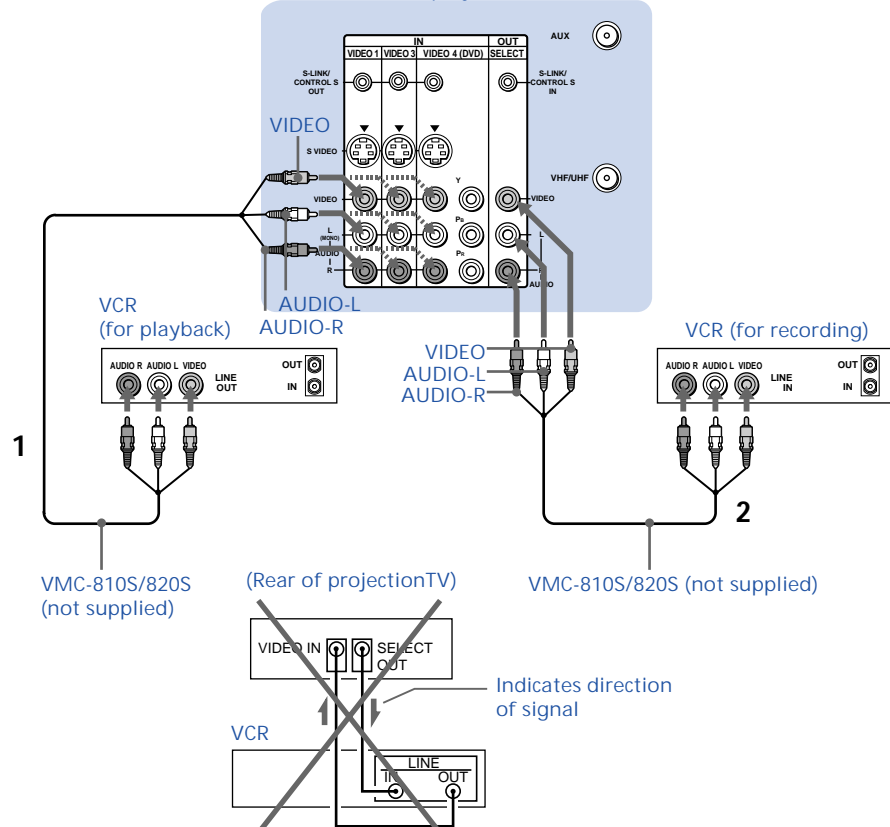 IN
OUT
VIDEO 1
VIDEO 3
VIDEO 4 (DVD)
SELECT
AUX
S-LINK/
CONTROL S
OUT
S-LINK/
CONTROL S
IN
VIDEO
S VIDEO
VHF/UHF
Y
VIDEO
VIDEO
PB
L
(MONO)
AUDIO
R
L
PR
R
AUDIO
AUDIO-L
AUDIO-R
VCR
(for playback)
AUDIO R AUDIO L VIDEO
LINE
OUT
OUT
IN
VIDEO
AUDIO-L
AUDIO-R
VCR (for recording)
AUDIO R AUDIO L VIDEO
LINE
IN
OUT
IN
1
2
VMC-810S/820S
(not supplied)
VMC-810S/820S (not supplied)
(Rear of projectionTV)
VIDEO IN
SELECT
OUT
Indicates direction
of signal
VCR
LINE
IN
OUT